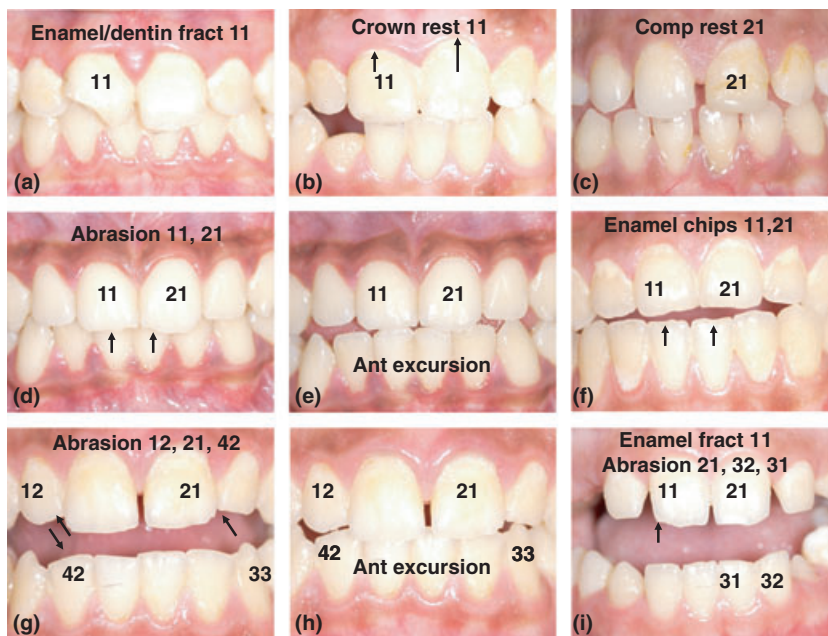 Enamel/dentin fract 11
11
(a)
Crown rest 11
11
(b)
Comp rest 21
21
(c)
Abrasion 11, 21
11 21
(d)
11 21
Ant excursion
(e)
Enamel chips 11,21
11 21
(f)
Abrasion 12, 21, 42
12 21
42 33
(g)
12 21
42 33
Ant excursion
(h)
Enamel fract 11
Abrasion 21, 32, 31
11 21
31 32
(i)